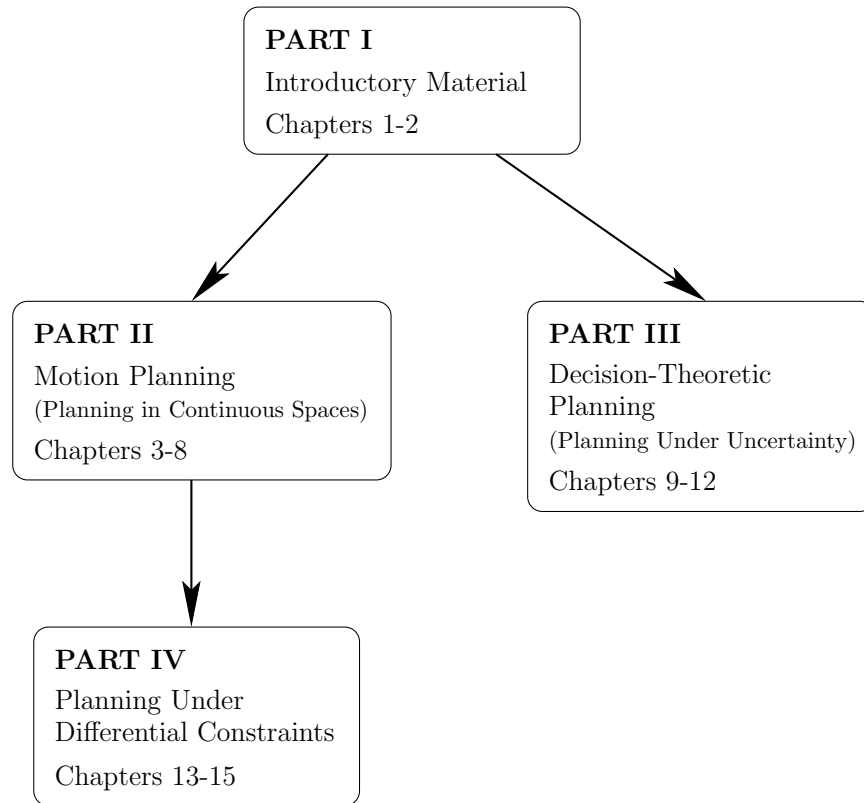 PART I
Introductory Material
Chapters 1-2
PART II
Motion Planning
(Planning in Continuous Spaces)
Chapters 3-8
PART III
Decision-Theoretic
Planning
(Planning Under Uncertainty)
Chapters 9-12
PART IV
Planning Under
Differential Constraints
Chapters 13-15